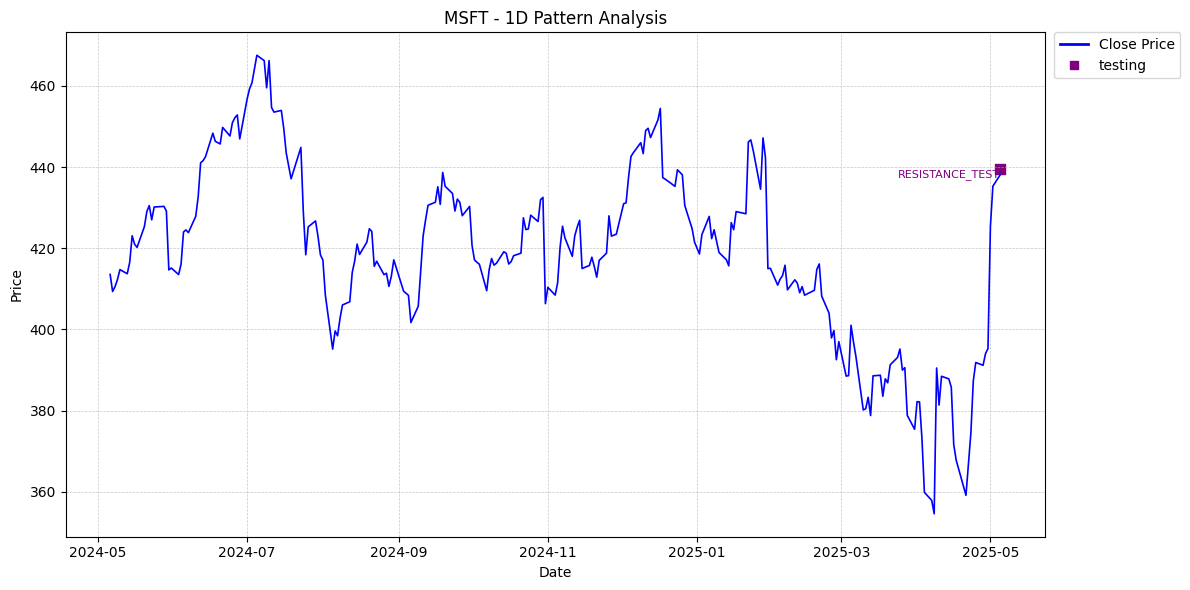 MSFT - 1D Pattern Analysis
Close Price
testing
RESISTANCE_TEST
Price
460
440
420
400
380
360
2024-05
2024-07
2024-09
2024-11
2025-01
2025-03
2025-05
Date